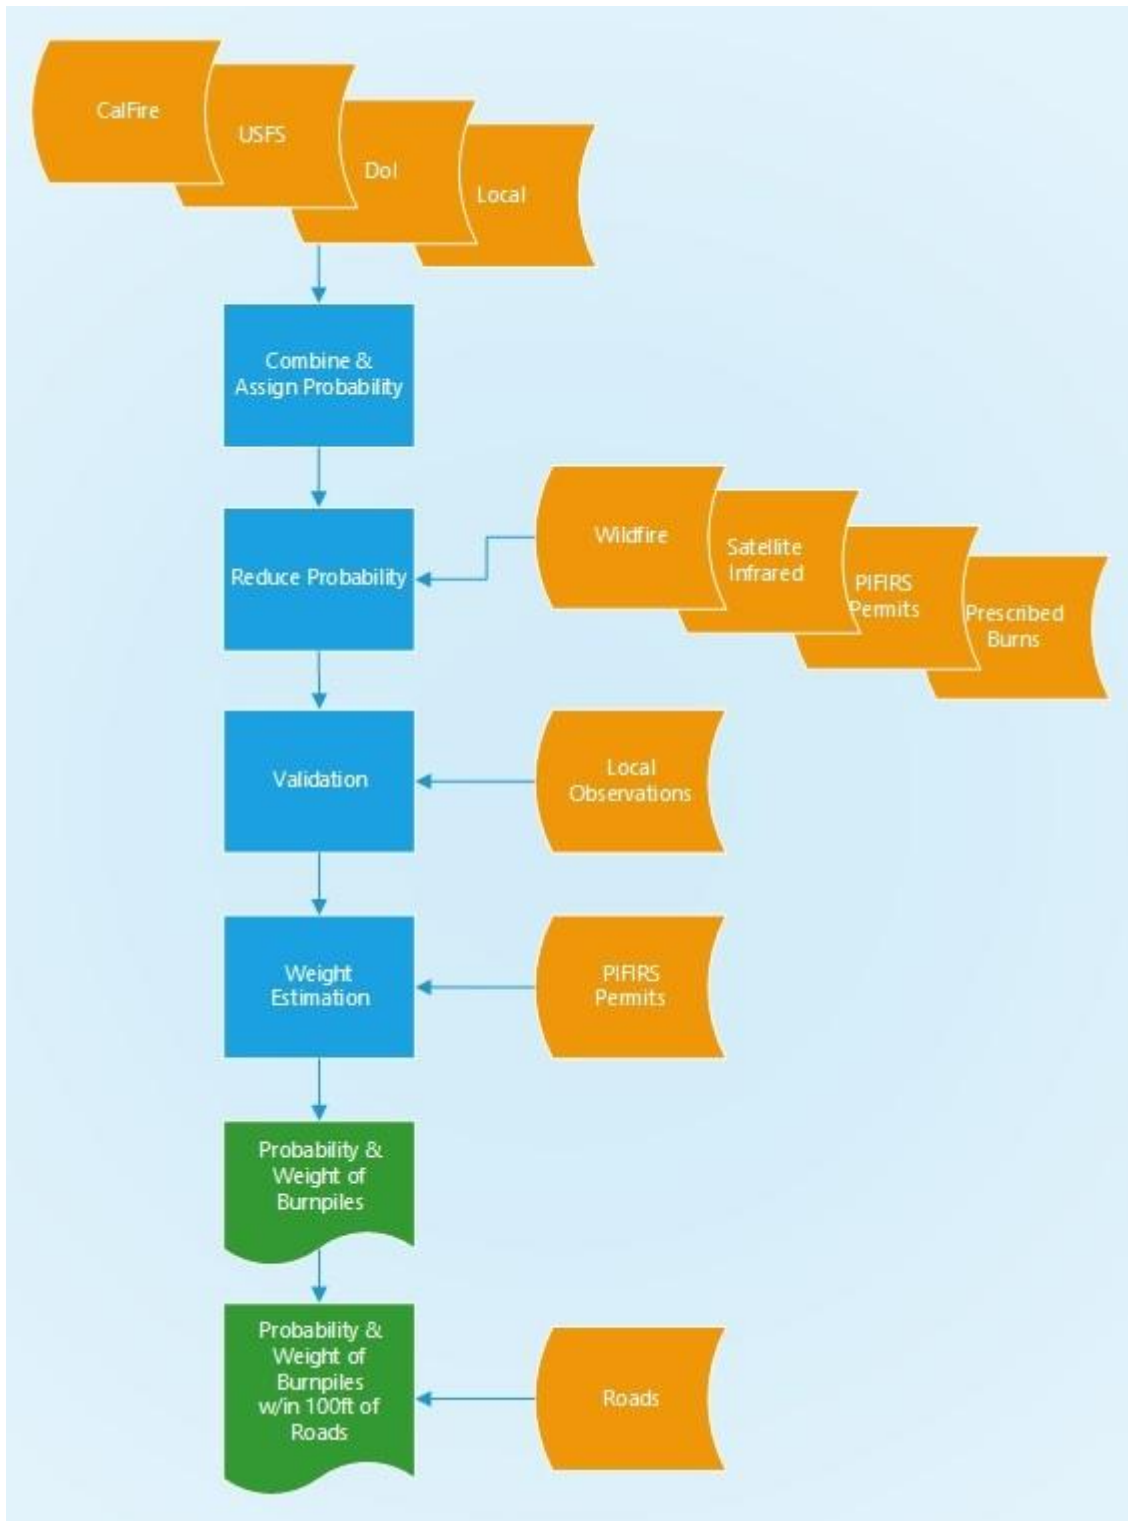 CalFire
USFS
DoI
Local
Combine &
Assign Probability
Reduce Probability
Wildfire
Satellite
Infrared
PIFIRS
Permits
Prescribed
Burns
Validation
Local
Observations
Weight
Estimation
PIFIRS
Permits
Probability &
Weight of
Burnpiles
Probability &
Weight of
Burnpiles
w/in 100ft of
Roads
Roads